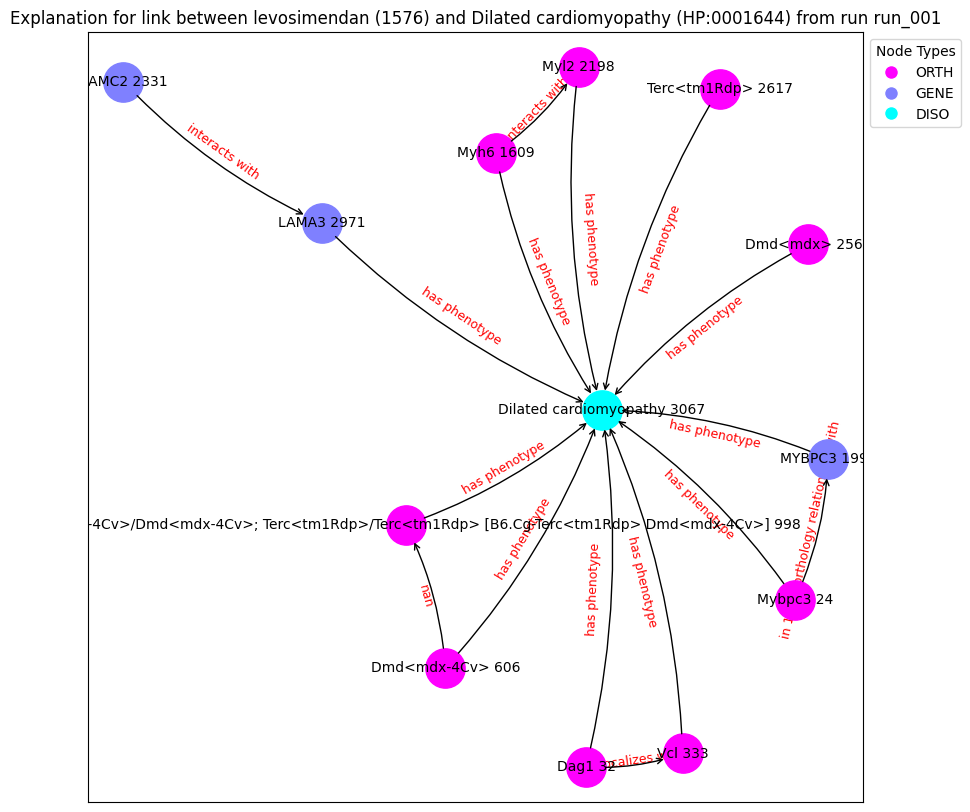 Explanation for link between levosimendan (1576) and Dilated cardiomyopathy (HP:0001644) from run run_001
Node Types
ORTH
GENE
DISO
AMC2 2331
Myl2 2198
Terc<tm1Rdp> 2617
interacts with
interacts with
Myh6 1609
LAMA3 2971
Dmd<mdx> 256
has phenotype
has phenotype
has phenotype
has phenotype
has phenotype
Dilated cardiomyopathy 3067
has phenotype
MYBPC3 199
has phenotype
has phenotype
-4Cv>/Dmd<mdx-4Cv>; Terc<tm1Rdp>/Terc<tm1Rdp> [B6.Cg-Terc<tm1Rdp> Dmd<mdx-4Cv>] 998
has phenotype
in 1 orthology relation with
nan
has phenotype
has phenotype
Mybpc3 24
Dmd<mdx-4Cv> 606
Dag1 32
calizes
Vcl 333